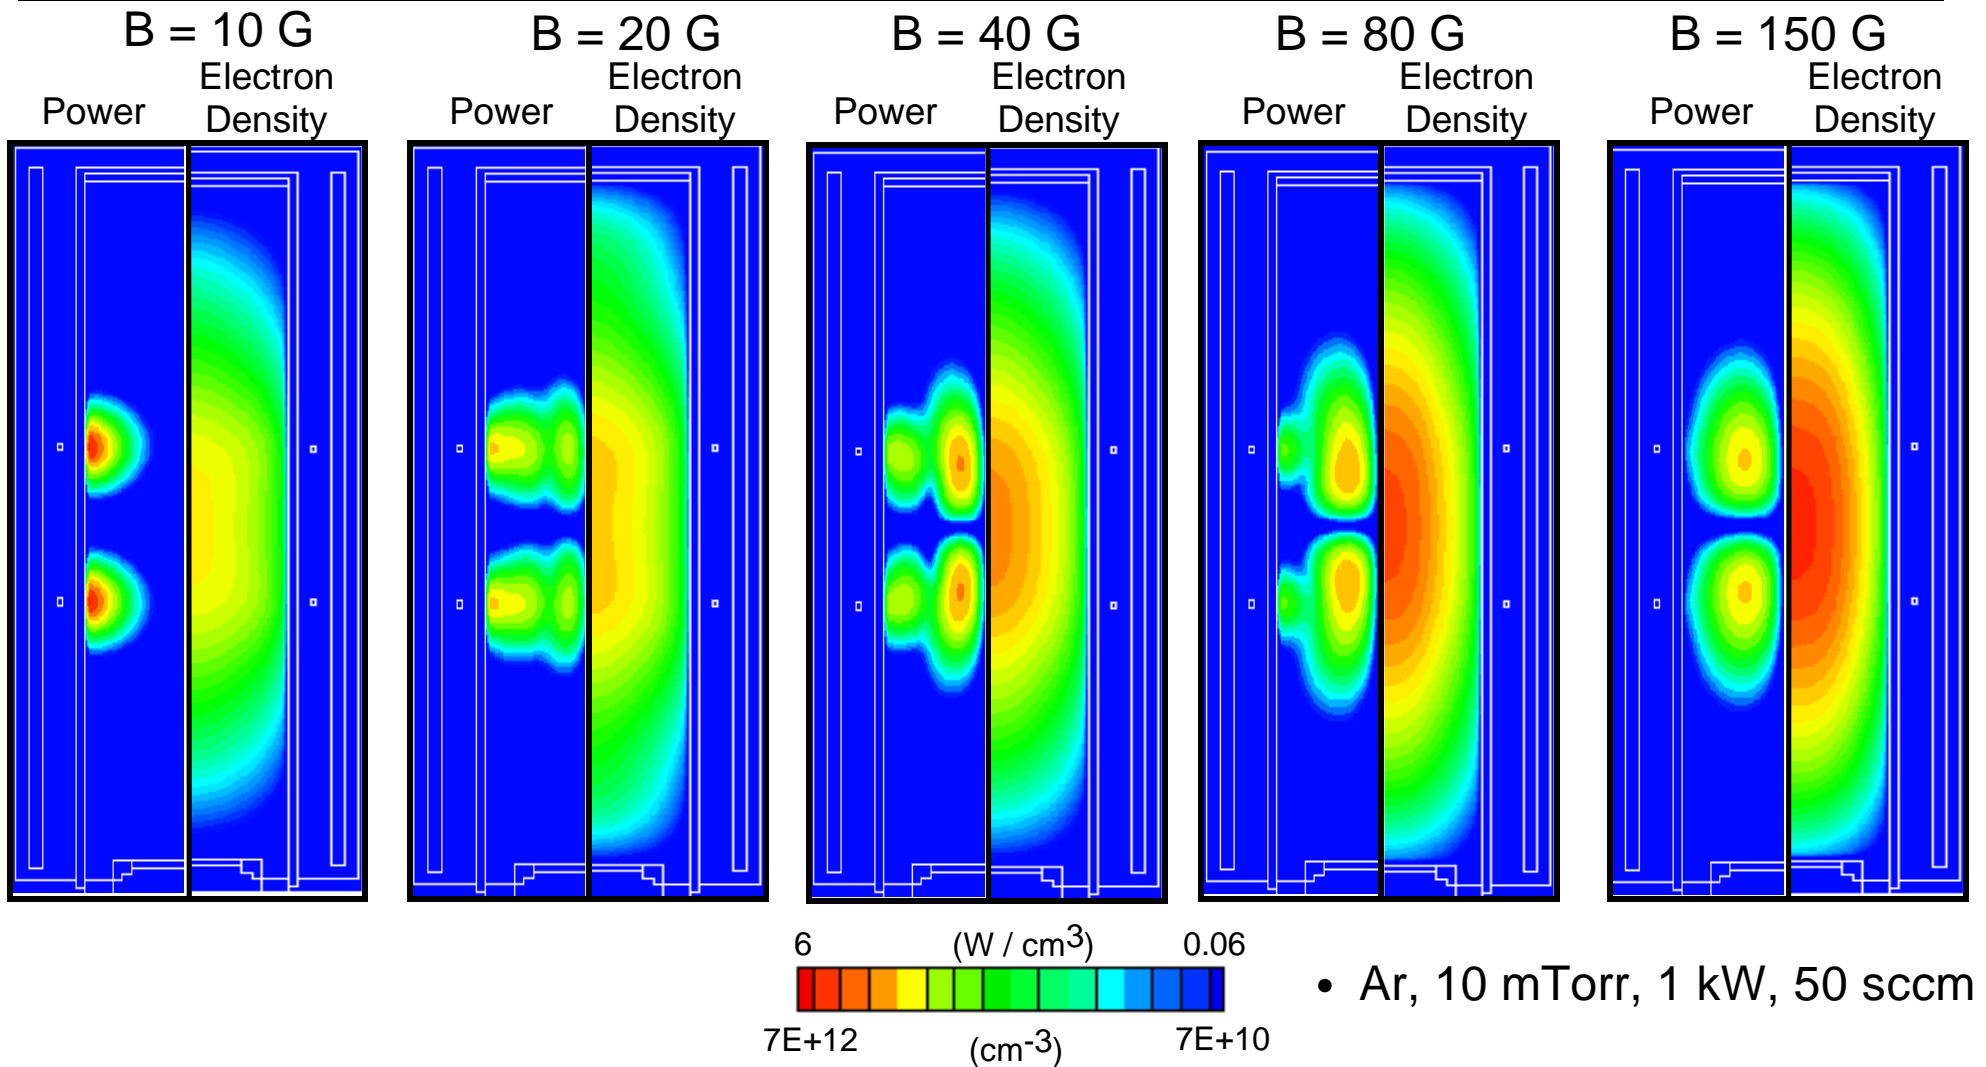 B = 10 G
Power
Electron
Density
B = 20 G
Power
Electron
Density
B = 40 G
Power
Electron
Density
B = 80 G
Power
Electron
Density
B = 150 G
Power
Electron
Density
6 (W / cm3) 0.06
7E+12 (cm-3) 7E+10
• Ar, 10 mTorr, 1 kW, 50 sccm